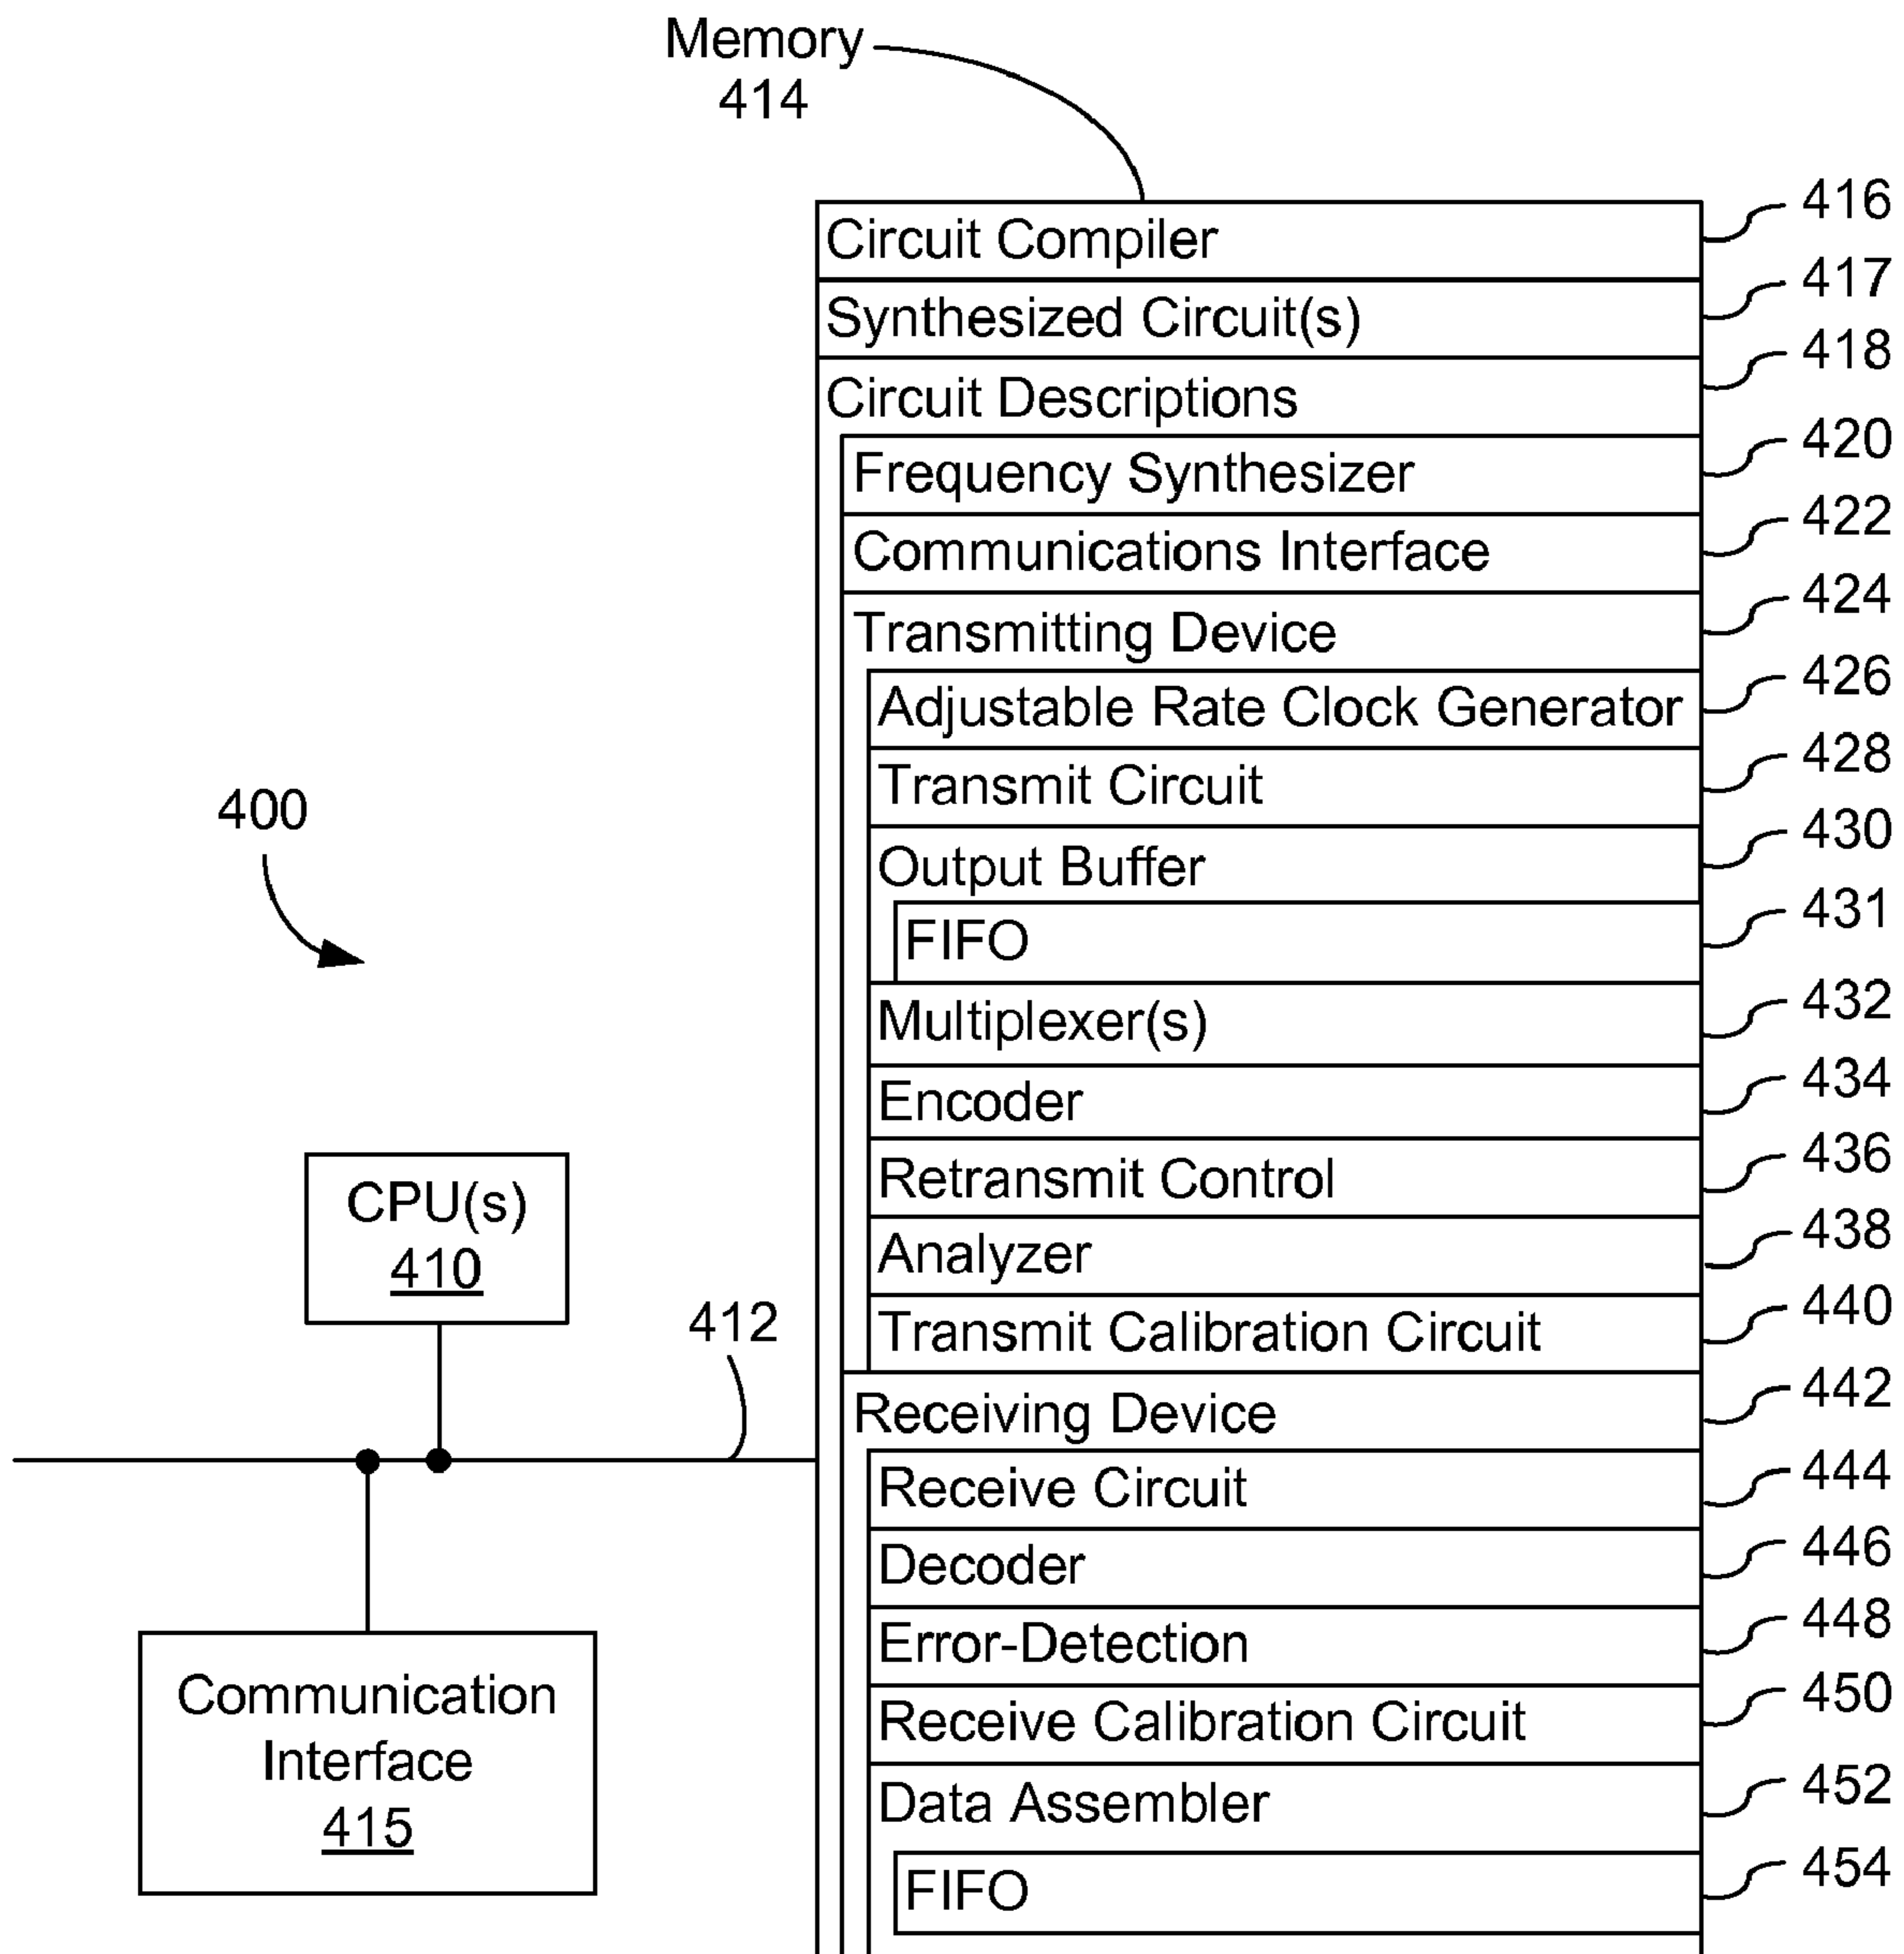 Memory
414
Circuit Compiler 416
Synthesized Circuit(s) 417
Circuit Descriptions 418
Frequency Synthesizer 420
Communications Interface 422
Transmitting Device 424
Adjustable Rate Clock Generator 426
Transmit Circuit 428
Output Buffer 430
FIFO 431
Multiplexer(s) 432
Encoder 434
Retransmit Control 436
Analyzer 438
Transmit Calibration Circuit 440
Receiving Device 442
Receive Circuit 444
Decoder 446
Error-Detection 448
Receive Calibration Circuit 450
Data Assembler 452
FIFO 454
400
CPU(s)
410
412
Communication
Interface
415